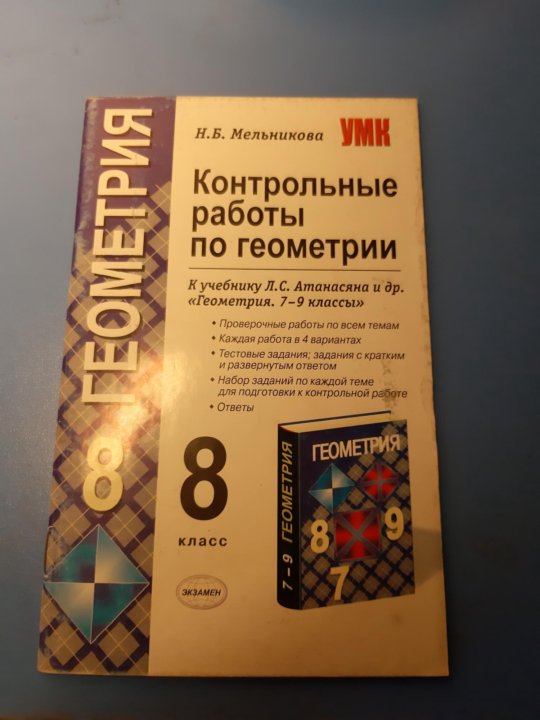 Н.Б. Мельникова
УМК
Контрольные
работы
по геометрии
К учебнику Л.С. Атанасяна и др.
«Геометрия. 7–9 классы»
• Проверочные работы по всем темам
• Каждая работа в 4 вариантах
• Тестовые задания; задания с кратким
и развернутым ответом
• Набор заданий по каждой теме
для подготовки к контрольной работе
• Ответы
8
класс
ЭКЗАМЕН
8 ГЕОМЕТРИЯ
7–9 ГЕОМЕТРИЯ
ГЕОМЕТРИЯ
8
9
7